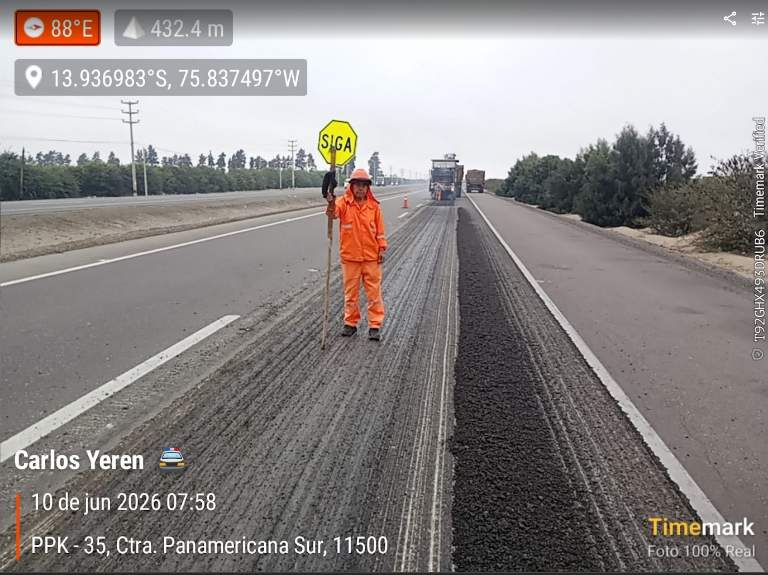 88°E
432.4 m
13.936983°S, 75.837497°W
SIGA
Carlos Yeren
10 de jun 2026 07:58
PPK - 35, Ctra. Panamericana Sur, 11500
Timemark
Foto 100% Real
© T92GHX493DRUB6 Timemark Verified